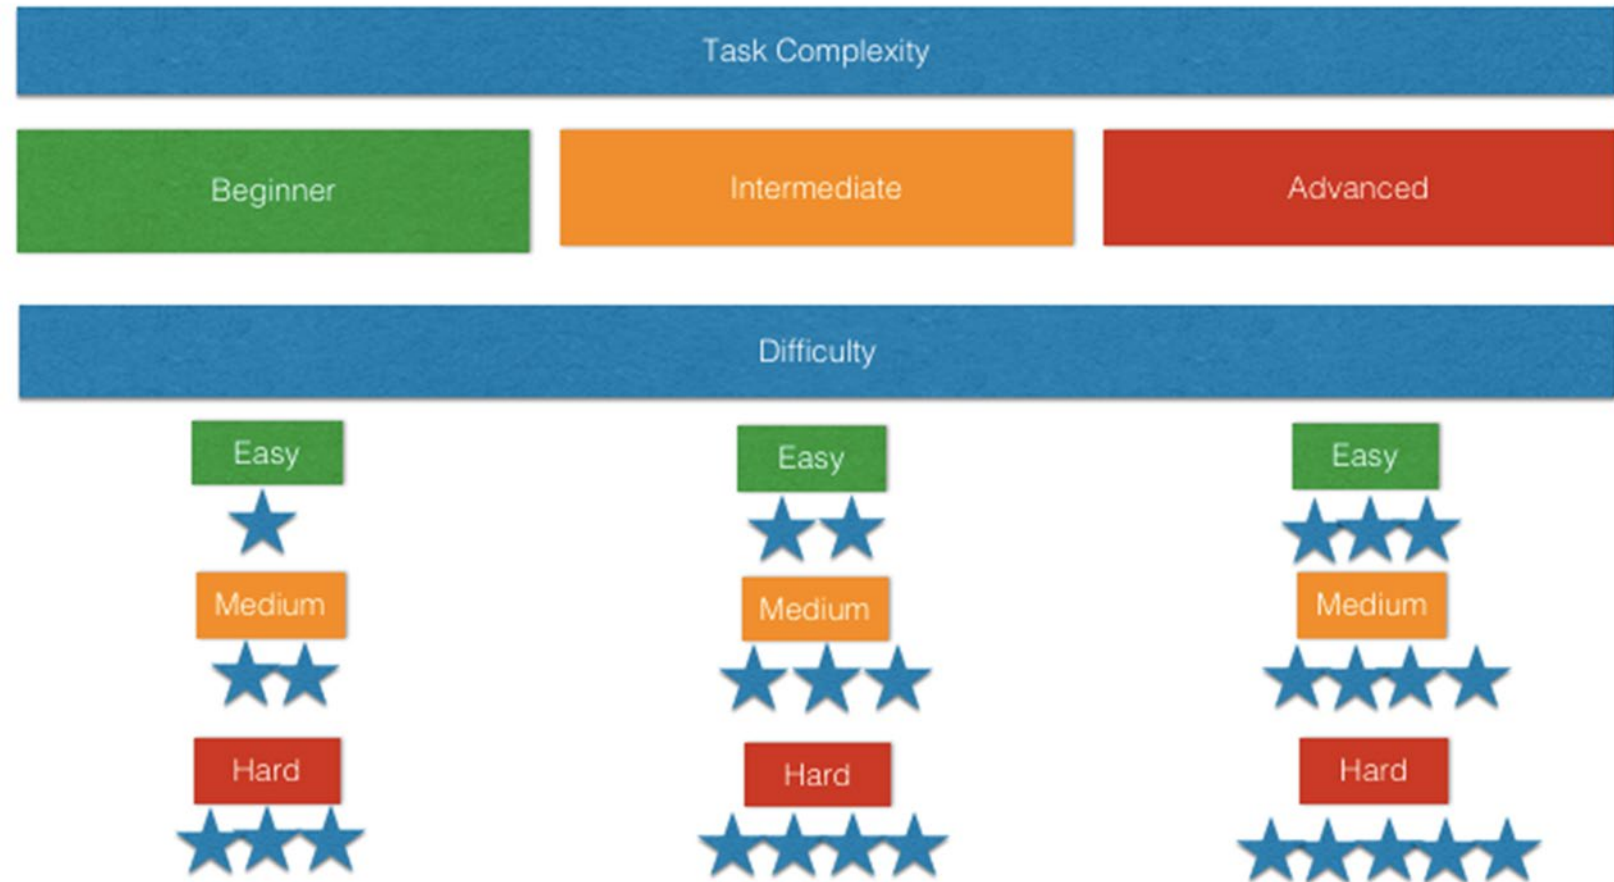 Task Complexity
Beginner Intermediate Advanced
Difficulty
Easy Easy Easy
Medium Medium Medium
Hard Hard Hard